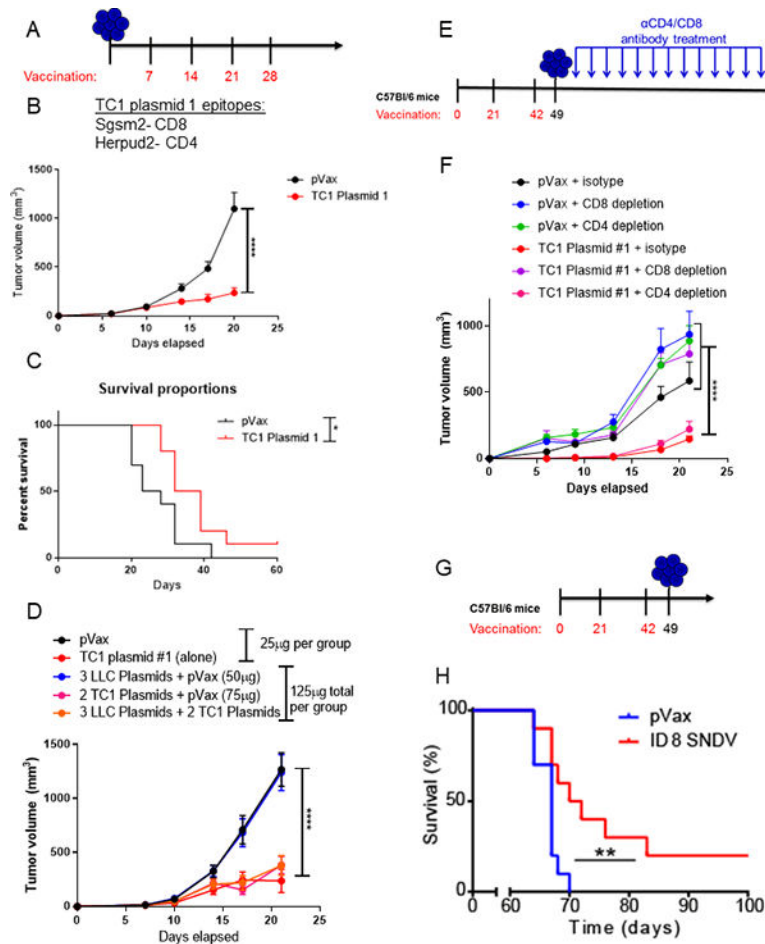 A
Vaccination: 7 14 21 28
B
TC1 plasmid 1 epitopes:
Sgsm2- CD8
Herpud2- CD4
pVax
TC1 Plasmid 1
Tumor volume (mm3)
1500
1000
500
0
****
0 5 10 15 20 25
Days elapsed
C
Survival proportions
pVax
TC1 Plasmid 1
*
Percent survival
100
50
0
0 20 40 60
Days
D
pVax
TC1 plasmid #1 (alone)
25µg per group
3 LLC Plasmids + pVax (50µg)
2 TC1 Plasmids + pVax (75µg)
3 LLC Plasmids + 2 TC1 Plasmids
125µg total
per group
Tumor volume (mm3)
1500
1000
500
0
****
0 5 10 15 20 25
Days elapsed
E
αCD4/CD8
antibody treatment
C57Bl/6 mice
Vaccination: 0 21 42 49
F
pVax + isotype
pVax + CD8 depletion
pVax + CD4 depletion
TC1 Plasmid #1 + isotype
TC1 Plasmid #1 + CD8 depletion
TC1 Plasmid #1 + CD4 depletion
Tumor volume (mm3)
1000
500
0
****
0 5 10 15 20 25
Days elapsed
G
C57Bl/6 mice
Vaccination: 0 21 42 49
H
pVax
ID8 SNDV
Survival (%)
100
50
0
**
0 60 70 80 90 100
Time (days)